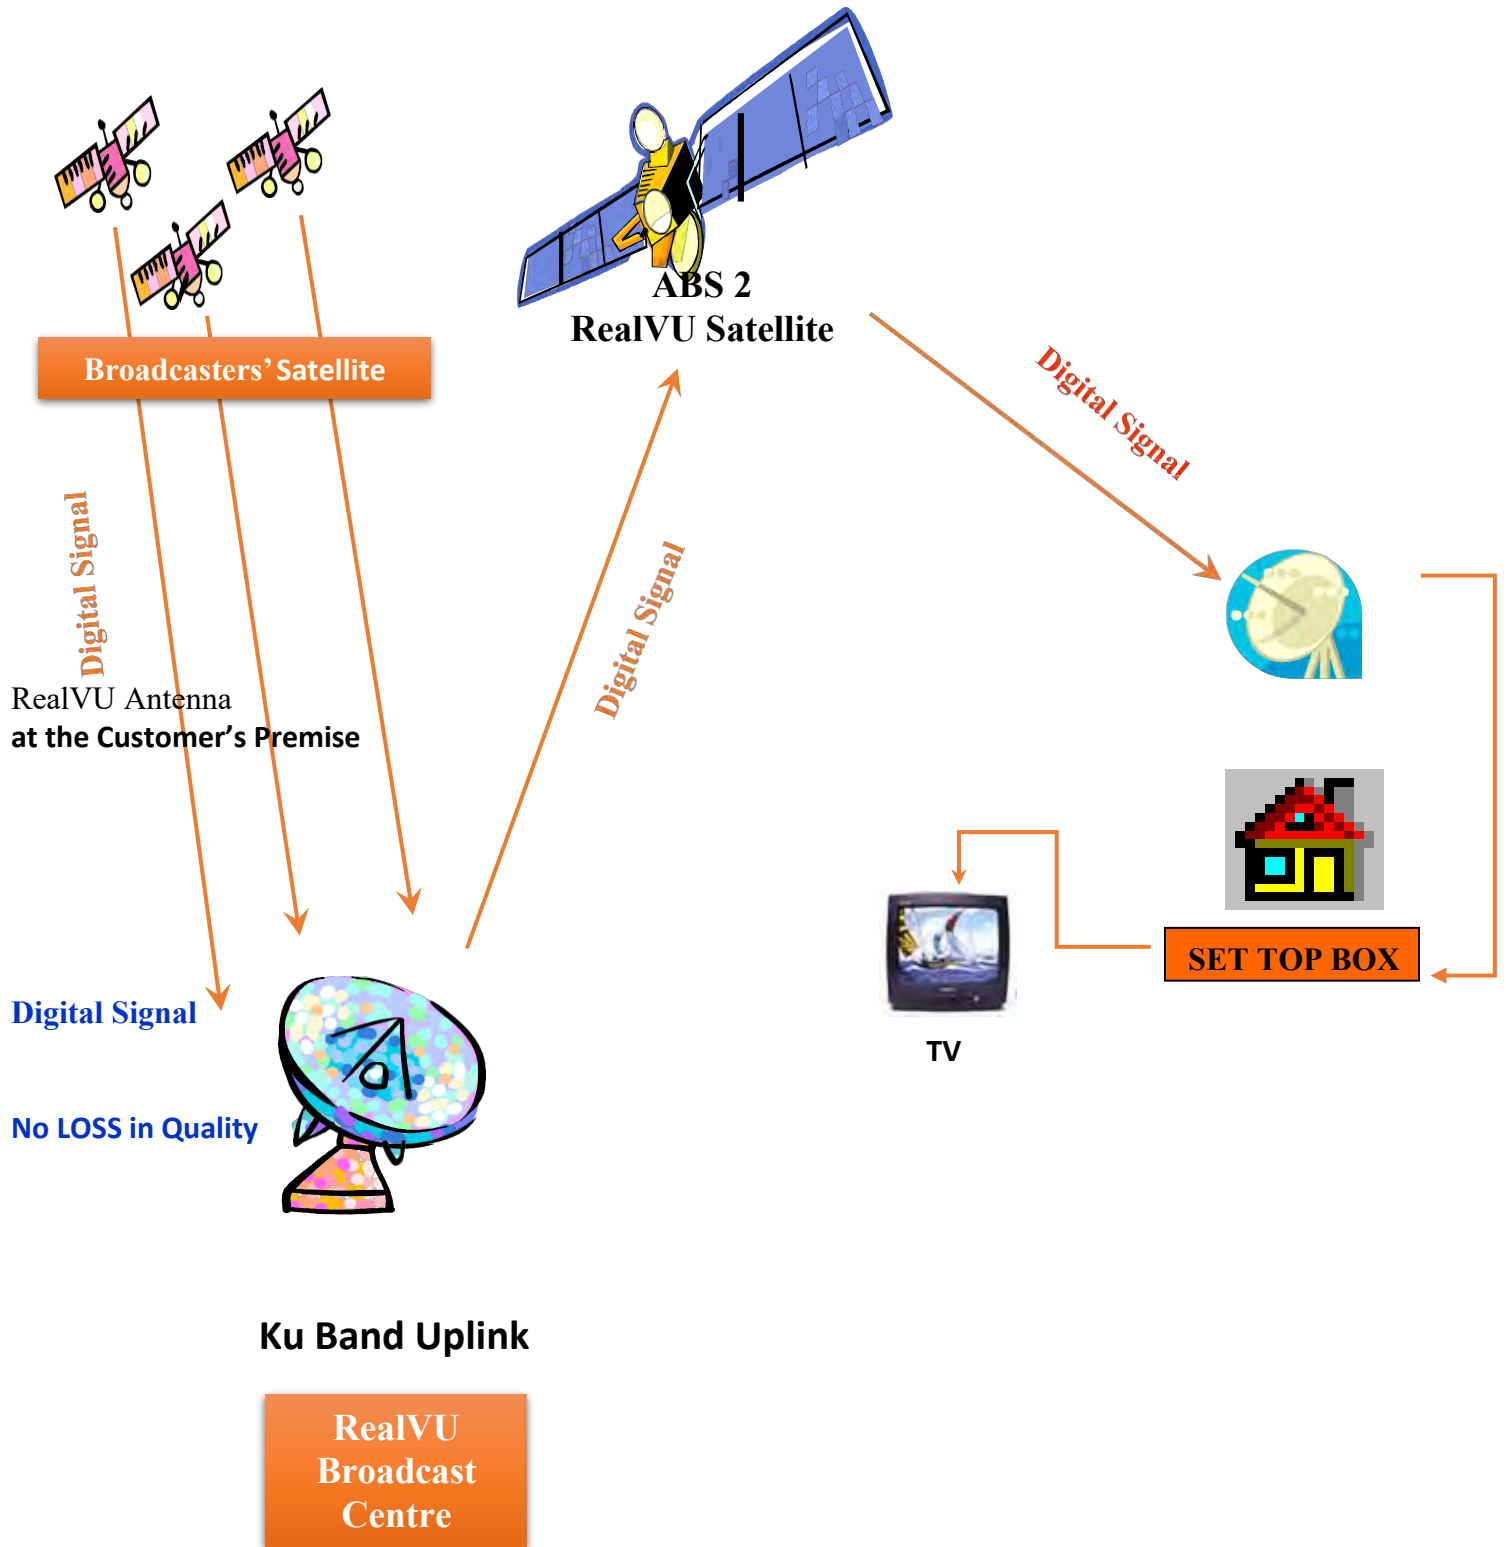 ABS 2
RealVU Satellite
Broadcasters’ Satellite
Digital Signal
Digital Signal
Digital Signal
RealVU Antenna
at the Customer’s Premise
SET TOP BOX
Digital Signal
TV
No LOSS in Quality
Ku Band Uplink
RealVU
Broadcast
Centre